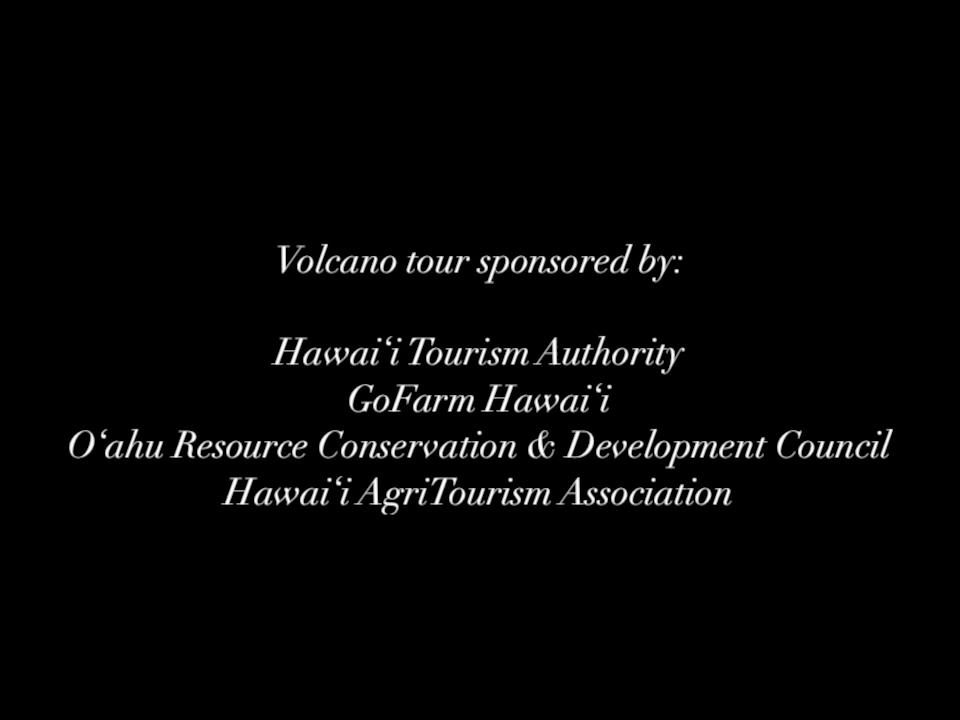 Volcano tour sponsored by:
Hawaiʻi Tourism Authority
GoFarm Hawaiʻi
Oʻahu Resource Conservation & Development Council
Hawaiʻi AgriTourism Association